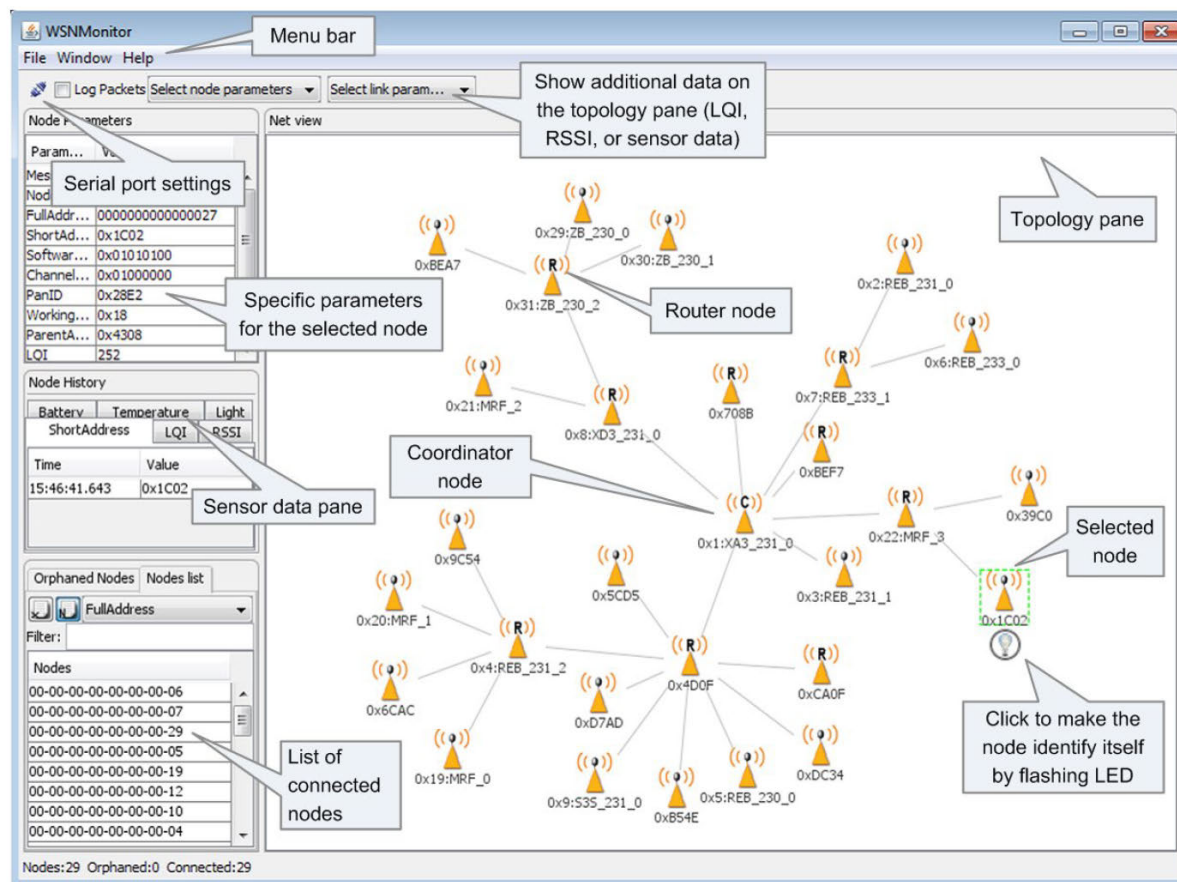 WSNMonitor
Menu bar
File Window Help
Show additional data on
the topology pane (LQI,
RSSI, or sensor data)
Log Packets Select node parameters Select link param...
Node Parameters
Net view
Param...
Serial port settings
FullAddr... 0000000000000027
ShortAd... 0x1C02
Softwar... 0x01010100
Channel... 0x01000000
PanID 0x28E2
Working... 0x18
ParentA... 0x4308
LQI 252
Specific parameters
for the selected node
Topology pane
((R))
0x29:ZB_230_0
0xBEA7
0x30:ZB_230_1
0x31:ZB_230_2
Router node
0x2:REB_231_0
0x6:REB_233_0
((R))
0x7:REB_233_1
0x21:MRF_2
((R))
0x8:XD3_231_0
((R))
0x708B
((R))
0xBEF7
Node History
Battery Temperature Light
ShortAddress LQI RSSI
Time Value
15:46:41.643 0x1C02
Sensor data pane
Coordinator
node
((C))
0x1:XA3_231_0
((R))
0x22:MRF_3
0x39C0
Selected
node
0x1C02
0x3:REB_231_1
0x9C54
0x5CD5
0x20:MRF_1
((R))
0x4:REB_231_2
((R))
0x4D0F
((R))
0xCA0F
0x6CAC
0xD7AD
0x19:MRF_0
0x9:S3S_231_0
0xB54E
0x5:REB_230_0
0xDC34
Click to make the
node identify itself
by flashing LED
Orphaned Nodes Nodes list
N FullAddress
Filter:
Nodes
00-00-00-00-00-00-00-06
00-00-00-00-00-00-00-07
00-00-00-00-00-00-00-29
00-00-00-00-00-00-00-05
00-00-00-00-00-00-00-19
00-00-00-00-00-00-00-12
00-00-00-00-00-00-00-10
00-00-00-00-00-00-00-04
List of
connected
nodes
Nodes:29 Orphaned:0 Connected:29